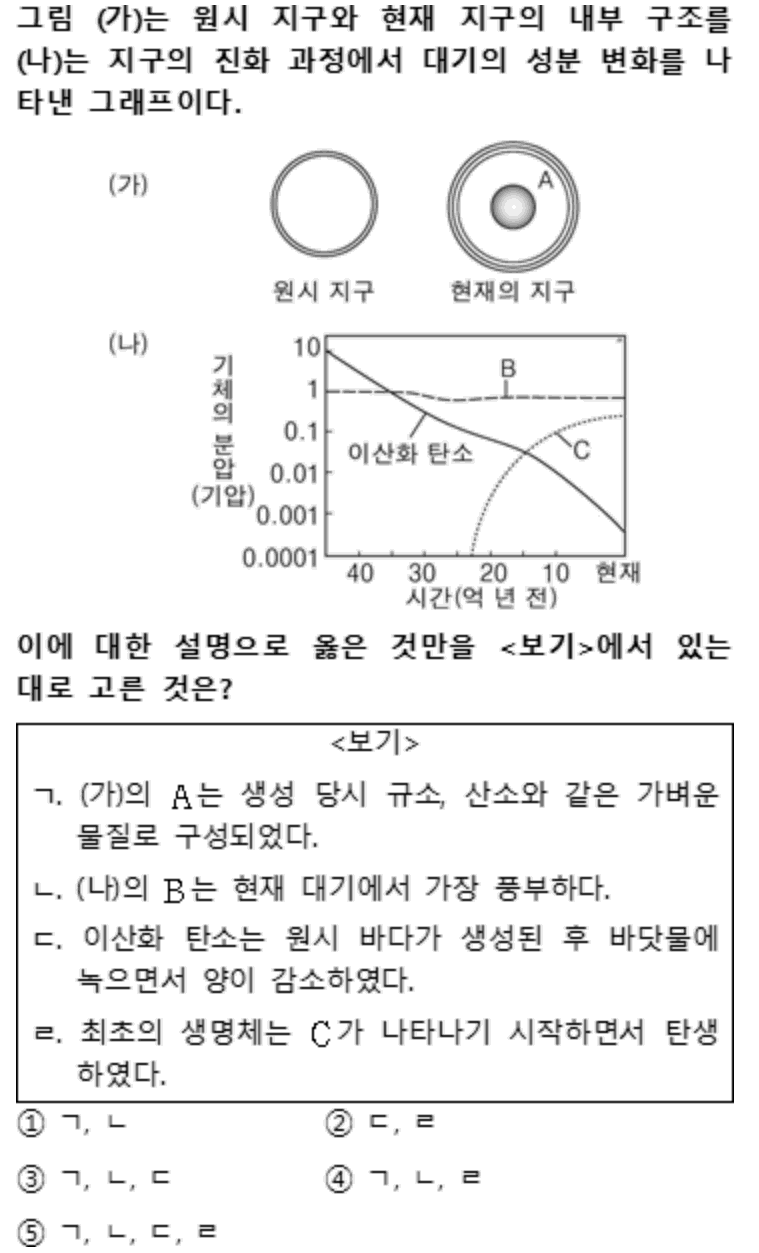 그림 (가)는 원시 지구와 현재 지구의 내부 구조를
(나)는 지구의 진화 과정에서 대기의 성분 변화를 나
타낸 그래프이다.
(가)
A
원시 지구
현재의 지구
(나)
기체의 분압
(기압)
10
1
0.1
0.01
0.001
0.0001
B
이산화 탄소
C
40 30 20 10 현재
시간(억 년 전)
이에 대한 설명으로 옳은 것만을 <보기>에서 있는
대로 고른 것은?
<보기>
ㄱ. (가)의 A는 생성 당시 규소, 산소와 같은 가벼운
물질로 구성되었다.
ㄴ. (나)의 B는 현재 대기에서 가장 풍부하다.
ㄷ. 이산화 탄소는 원시 바다가 생성된 후 바닷물에
녹으면서 양이 감소하였다.
ㄹ. 최초의 생명체는 C가 나타나기 시작하면서 탄생
하였다.
① ㄱ, ㄴ ② ㄷ, ㄹ
③ ㄱ, ㄴ, ㄷ ④ ㄱ, ㄴ, ㄹ
⑤ ㄱ, ㄴ, ㄷ, ㄹ